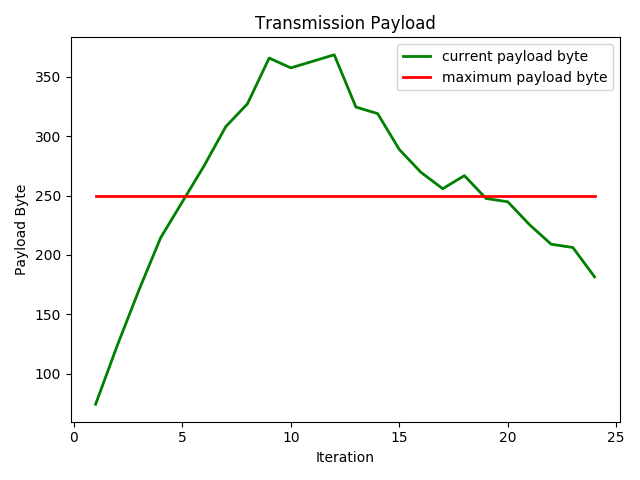 Transmission Payload
current payload byte
maximum payload byte
350
300
250
200
150
100
Payload Byte
0
5
10
15
20
25
Iteration